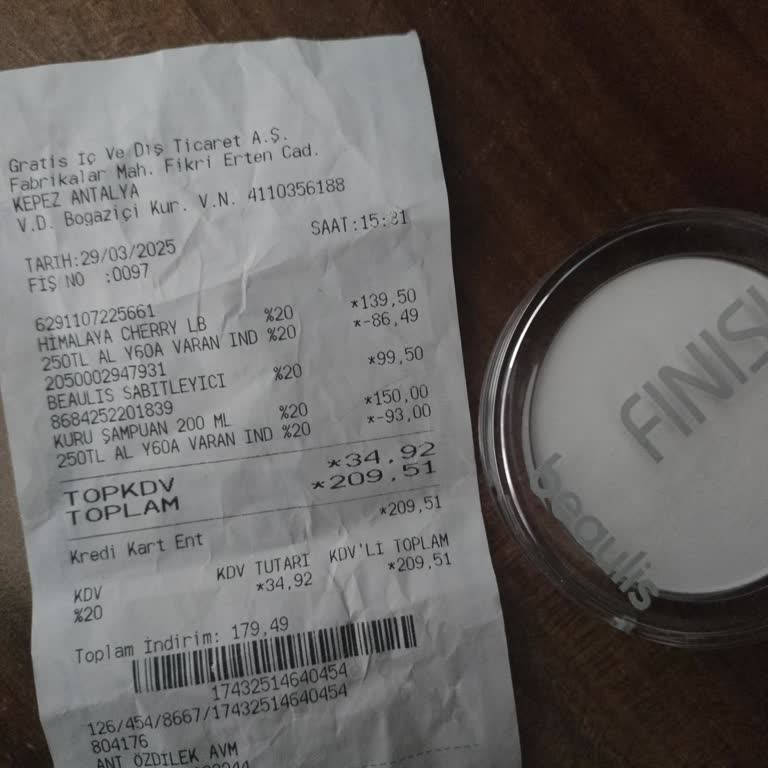 Gratis İç Ve Dış Ticaret A.Ş.
Fabrikalar Mah. Fikri Erten Cad.
KEPEZ ANTALYA
V.D. Bogaziçi Kur. V.N. 4110356188
TARIH:29/03/2025 SAAT:15:31
FİŞ NO :0097
6291107225661
HİMALAYA CHERRY LB %20 *139,50
250TL AL Y60A VARAN IND %20 *-86,49
2050002947931
BEAULIS SABITLEYICI %20 *99,50
8684252201839
KURU ŞAMPUAN 200 ML %20 *150,00
250TL AL Y60A VARAN IND %20 *-93,00
TOPKDV *34,92
TOPLAM *209,51
Kredi Kart Ent *209,51
KDV KDV TUTARI KDV'Lİ TOPLAM
%20 *34,92 *209,51
Toplam İndirim: 179,49
17432514640454
126/454/8667/17432514640454
804176
ANT ÖZDİLEK AVM
FINIS
beaulis